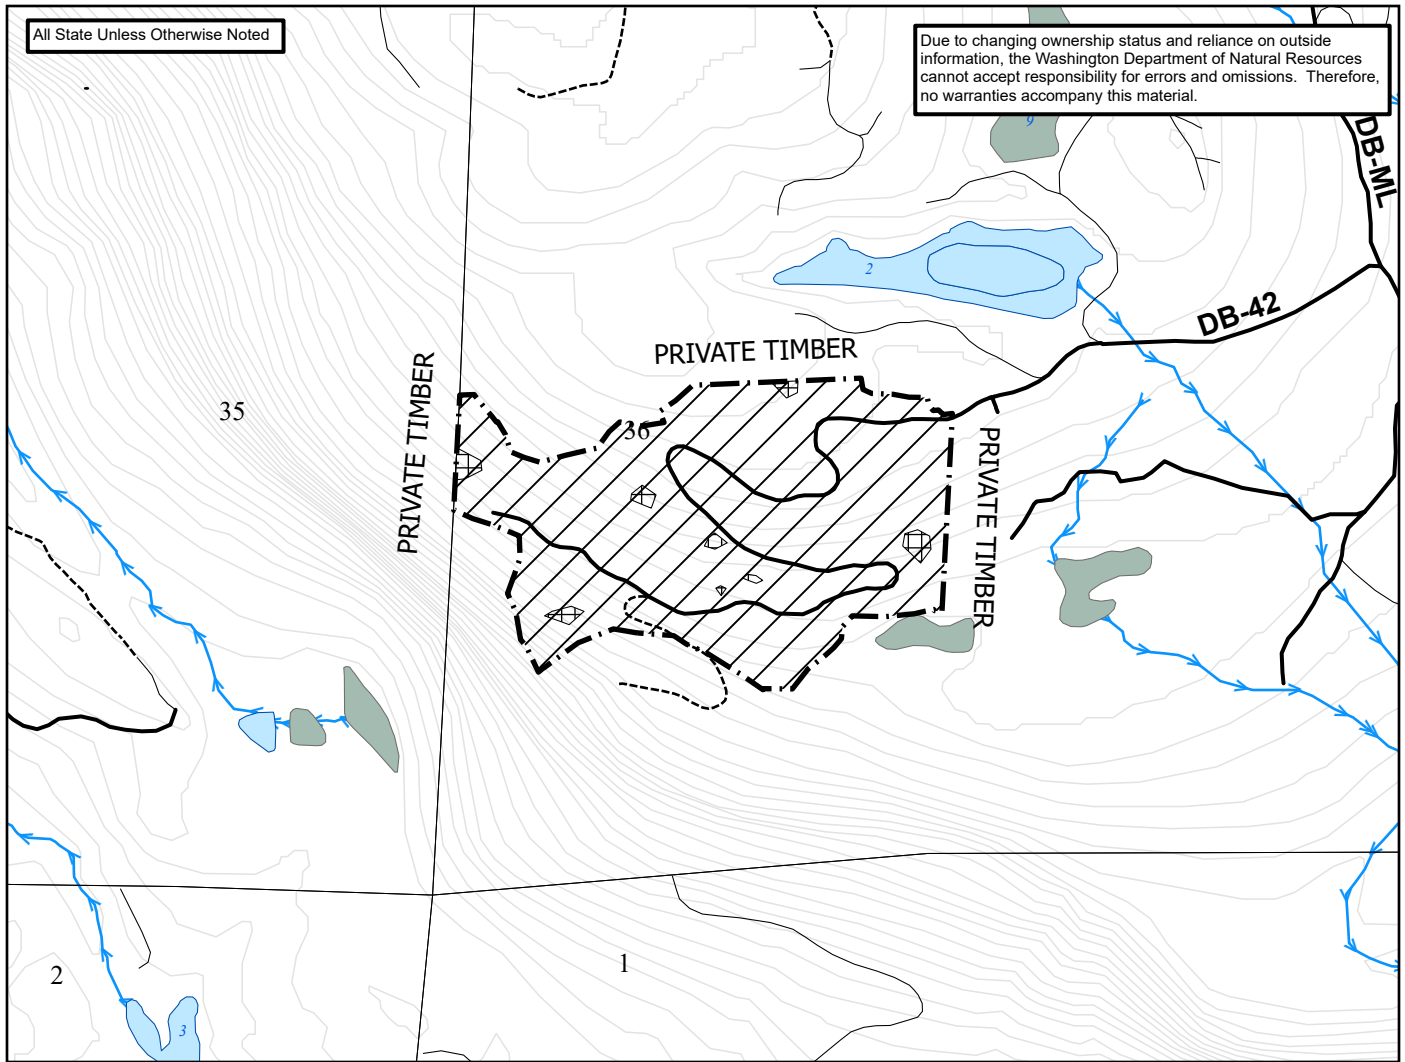 All State Unless Otherwise Noted
Due to changing ownership status and reliance on outside
information, the Washington Department of Natural Resources
cannot accept responsibility for errors and omissions. Therefore,
no warranties accompany this material.
9
DB-ML
2
DB-42
PRIVATE TIMBER
PRIVATE TIMBER
35
36
PRIVATE TIMBER
2
1
3